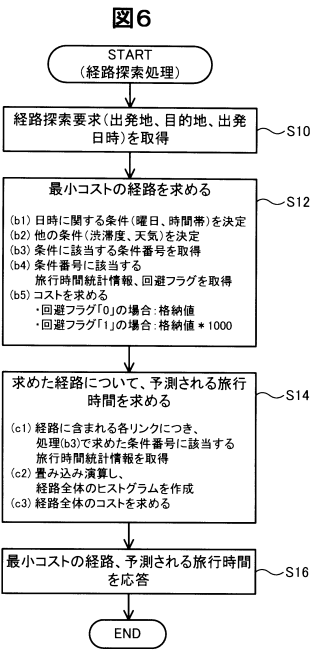 図6
START
(経路探索処理)
経路探索要求(出発地、目的地、出発
日時)を取得
S10
最小コストの経路を求める
S12
(b1) 日時に関する条件(曜日、時間帯)を決定
(b2) 他の条件(渋滞度、天気)を決定
(b3) 条件に該当する条件番号を取得
(b4) 条件番号に該当する
旅行時間統計情報、回避フラグを取得
(b5) コストを求める
・回避フラグ「0」の場合:格納値
・回避フラグ「1」の場合:格納値*1000
求めた経路について、予測される旅行
時間を求める
S14
(c1) 経路に含まれる各リンクにつき、
処理(b3)で求めた条件番号に該当する
旅行時間統計情報を取得
(c2) 畳み込み演算し、
経路全体のヒストグラムを作成
(c3) 経路全体のコストを求める
最小コストの経路、予測される旅行時間
を応答
S16
END